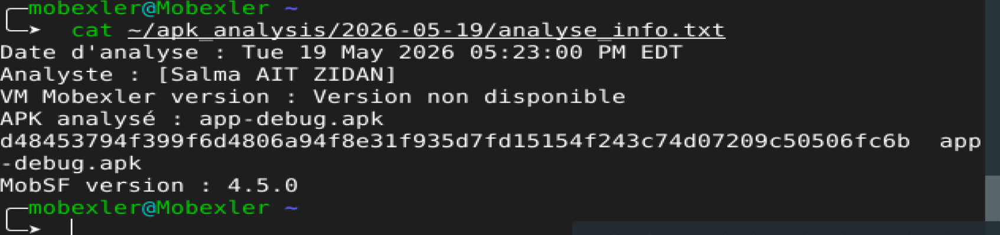 mobexler@Mobexler ~
cat ~/apk_analysis/2026-05-19/analyse_info.txt
Date d'analyse : Tue 19 May 2026 05:23:00 PM EDT
Analyste : [Salma AIT ZIDAN]
VM Mobexler version : Version non disponible
APK analysé : app-debug.apk
d48453794f399f6d4806a94f8e31f935d7fd15154f243c74d07209c50506fc6b  app
-debug.apk
MobSF version : 4.5.0
mobexler@Mobexler ~